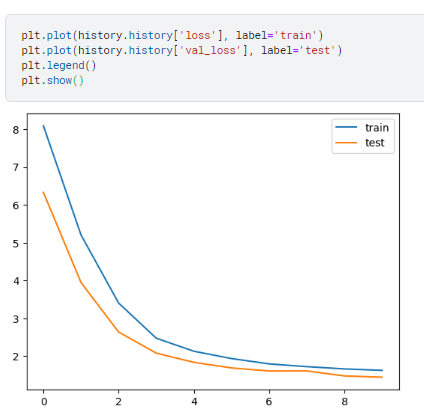 plt.plot(history.history['loss'], label='train')
plt.plot(history.history['val_loss'], label='test')
plt.legend()
plt.show()
train
test
8
7
6
5
4
3
2
0 2 4 6 8